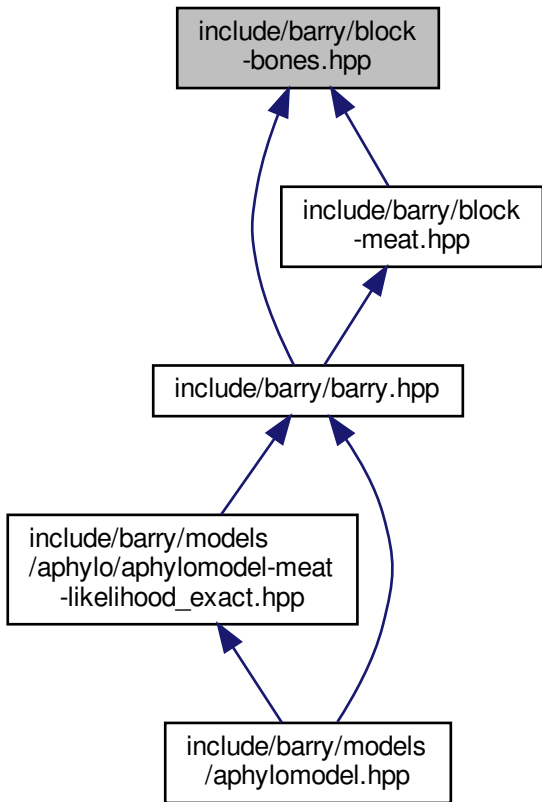 include/barry/block
-bones.hpp
include/barry/block
-meat.hpp
include/barry/barry.hpp
include/barry/models
/aphylo/aphylomodel-meat
-likelihood_exact.hpp
include/barry/models
/aphylomodel.hpp